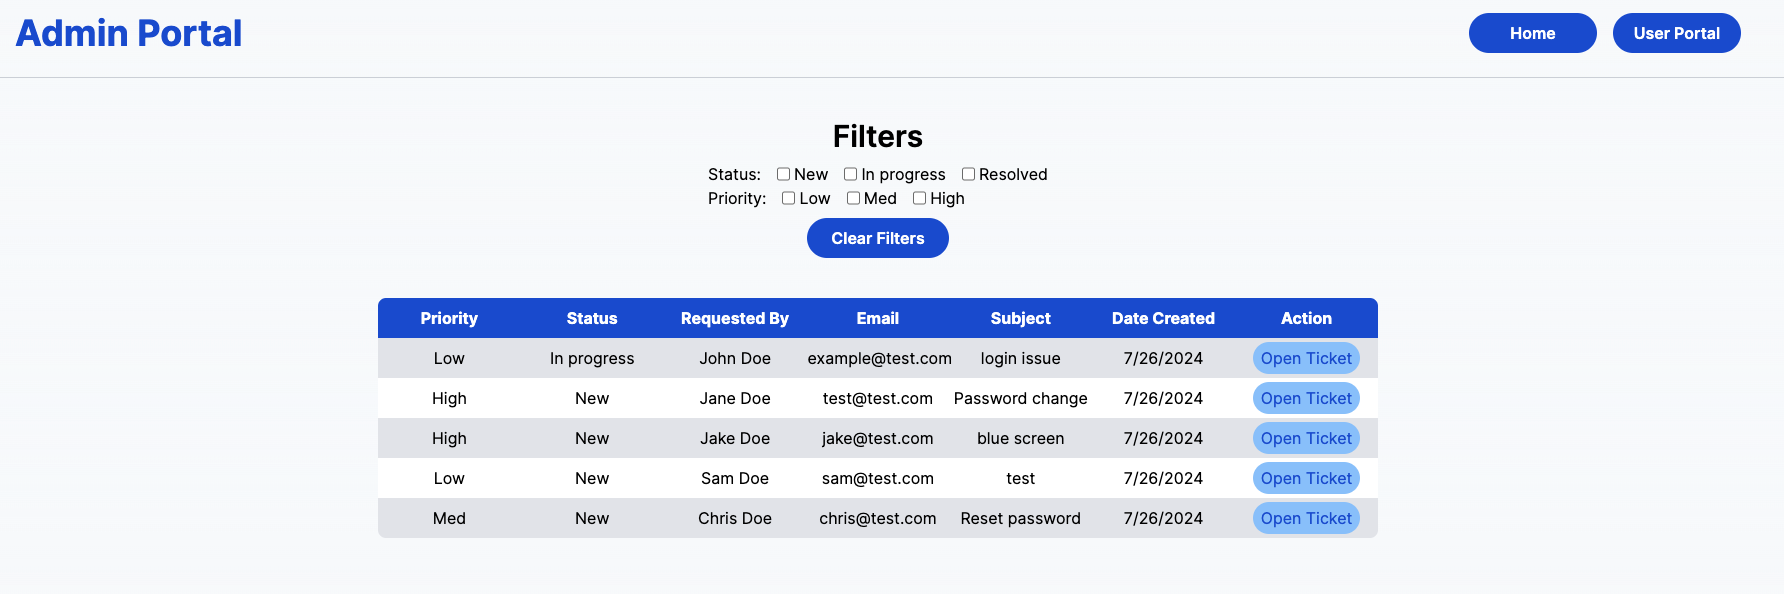 Admin Portal Home User Portal
Filters
Status: New In progress Resolved
Priority: Low Med High
Clear Filters
Priority Status Requested By Email Subject Date Created Action
Low In progress John Doe example@test.com login issue 7/26/2024 Open Ticket
High New Jane Doe test@test.com Password change 7/26/2024 Open Ticket
High New Jake Doe jake@test.com blue screen 7/26/2024 Open Ticket
Low New Sam Doe sam@test.com test 7/26/2024 Open Ticket
Med New Chris Doe chris@test.com Reset password 7/26/2024 Open Ticket